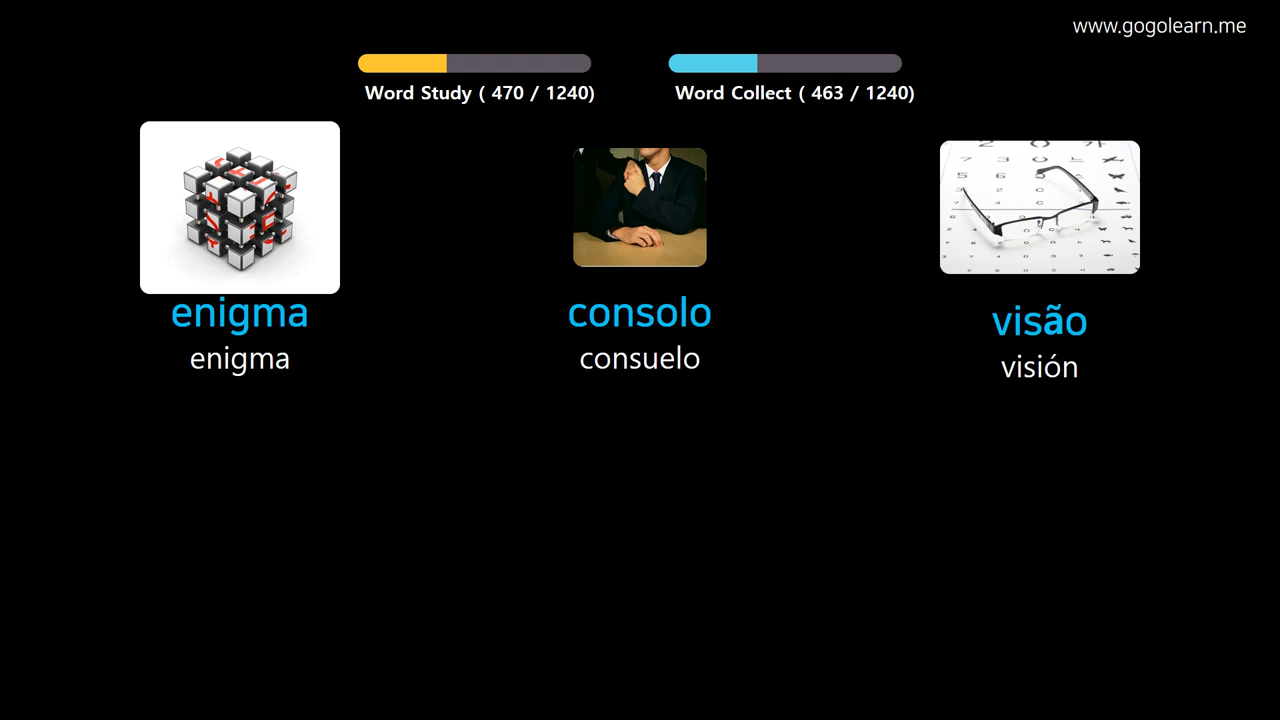 www.gogolearn.me
Word Study ( 470 / 1240)
Word Collect ( 463 / 1240)
enigma
enigma
consolo
consuelo
visão
visión